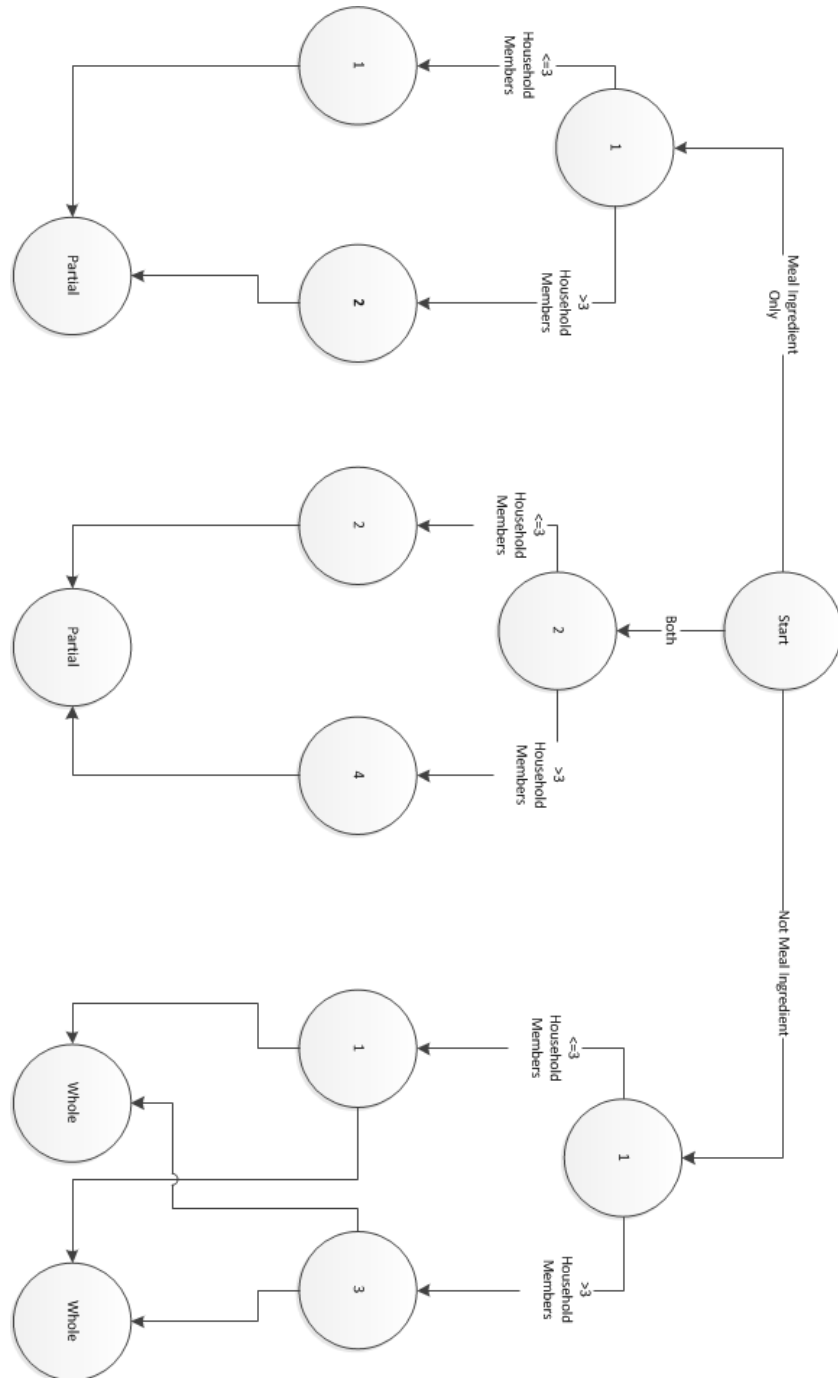 Start
Meal Ingredient
Only
Both
Not Meal Ingredient
1
2
1
<=3
Household
Members
>3
Household
Members
<=3
Household
Members
>3
Household
Members
<=3
Household
Members
>3
Household
Members
1
2
2
4
1
3
Partial
Partial
Whole
Whole